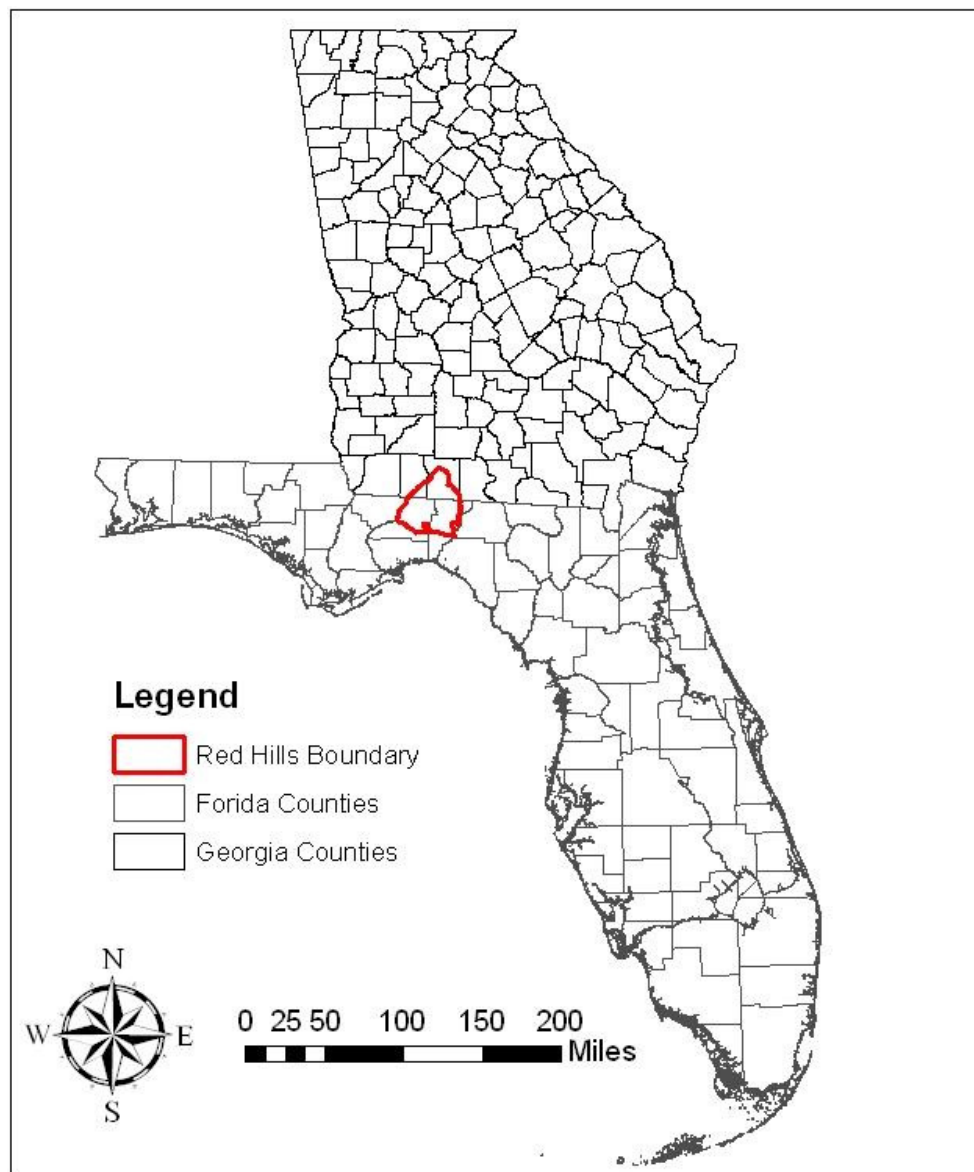 Legend
Red Hills Boundary
Forida Counties
Georgia Counties
N
W E
S
0 25 50 100 150 200
Miles